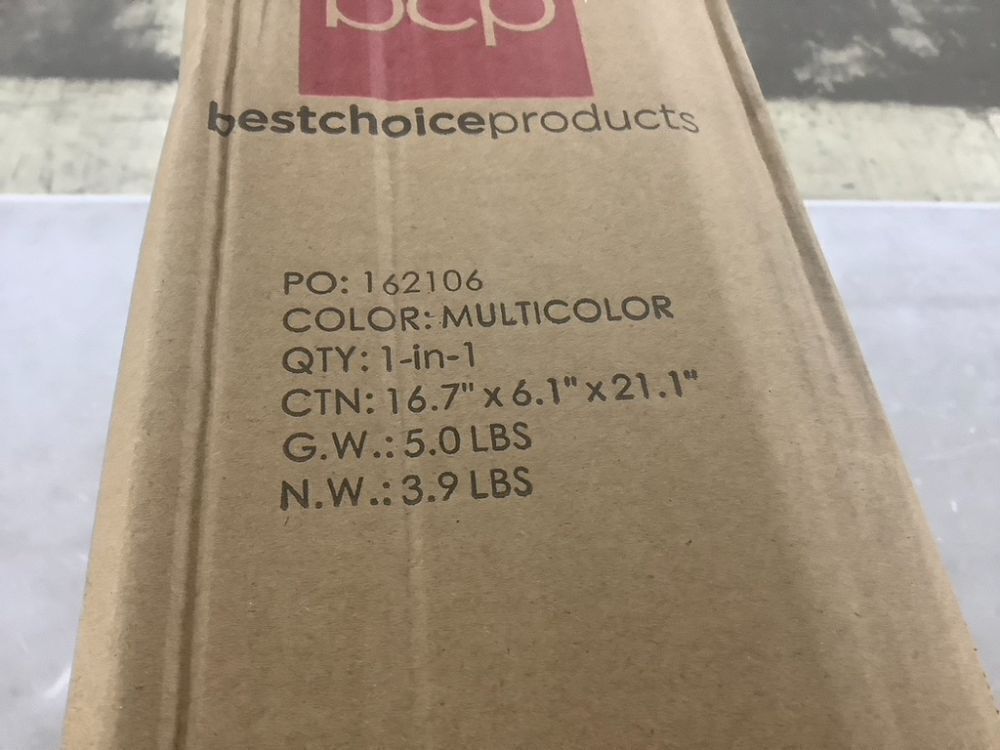 bcp
bestchoiceproducts
PO: 162106
COLOR: MULTICOLOR
QTY: 1-in-1
CTN: 16.7" x 6.1" x 21.1"
G.W.: 5.0 LBS
N.W.: 3.9 LBS